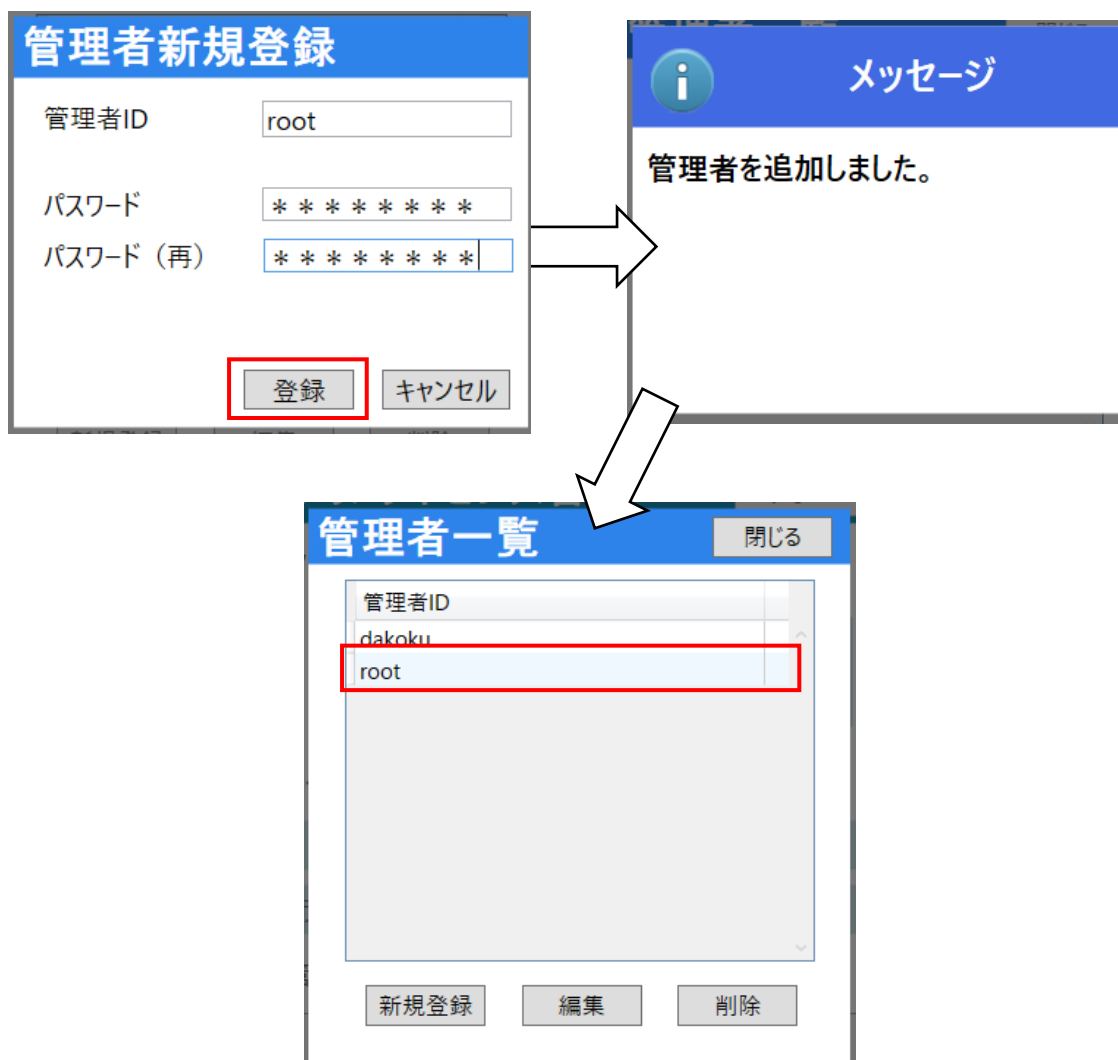 管理者新規登録
管理者ID
root
パスワード
********
パスワード（再）
********
登録
キャンセル
メッセージ
管理者を追加しました。
管理者一覧
閉じる
管理者ID
dakoku
root
新規登録
編集
削除